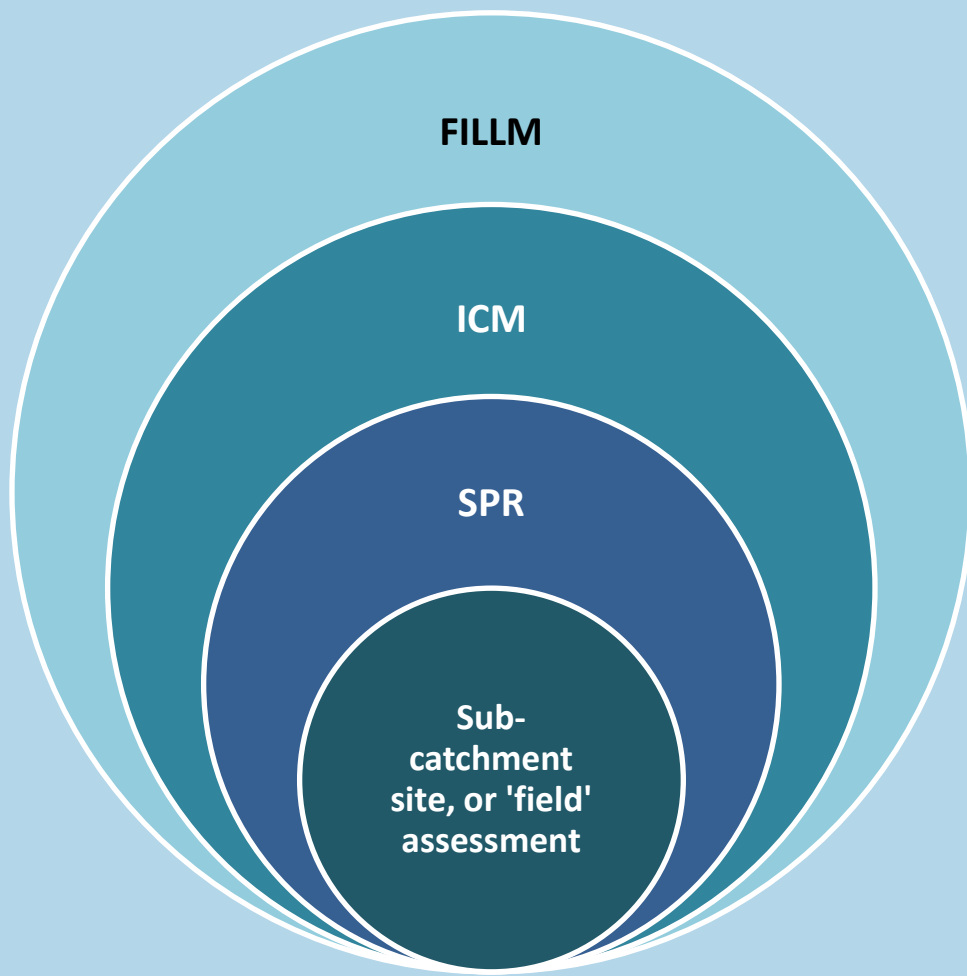 FILLM
ICM
SPR
Sub-
catchment
site, or 'field'
assessment